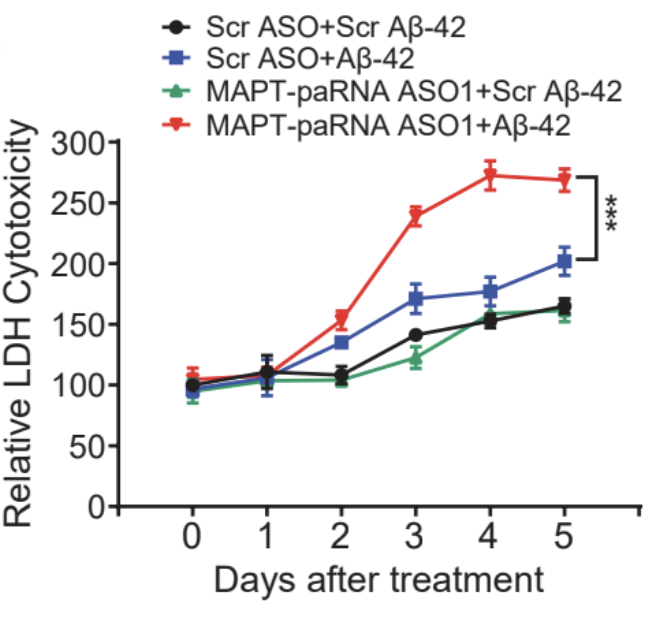 Scr ASO+Scr Aβ-42
Scr ASO+Aβ-42
MAPT-paRNA ASO1+Scr Aβ-42
MAPT-paRNA ASO1+Aβ-42
Relative LDH Cytotoxicity
300
250
200
150
100
50
0
***
0 1 2 3 4 5
Days after treatment